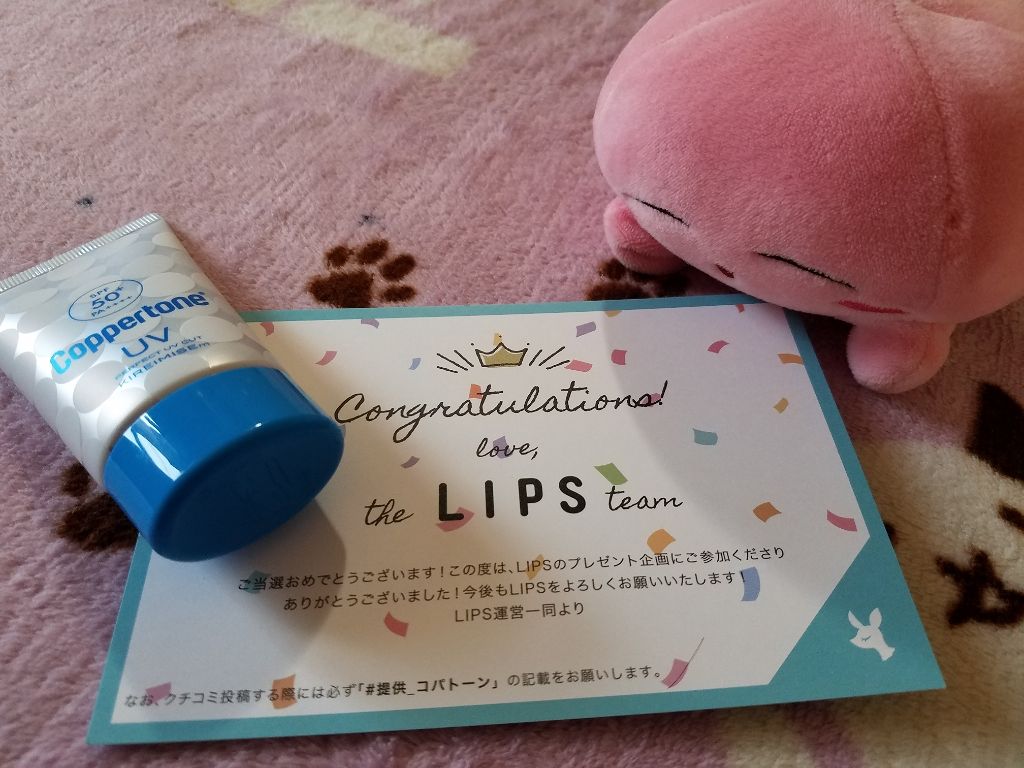 SPF
50+
PA++++
Coppertone
UV
PERFECT UV CUT
KIREIMISE
Congratulations!
love,
the LIPS team
ご当選おめでとうございます！この度は、LIPSのプレゼント企画にご参加くださり
ありがとうございました！今後もLIPSをよろしくお願いいたします！
LIPS運営一同より
なお、クチコミ投稿する際には必ず「#提供_コパトーン」の記載をお願いします。